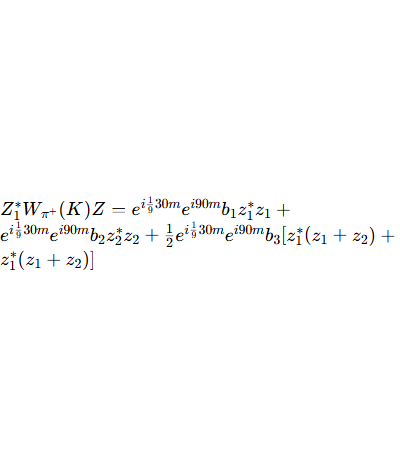 $Z_1^* W_{\pi^+}(K) Z = e^{i\frac{1}{9}30m} e^{i90m} b_1 z_1^* z_1 +$
$e^{i\frac{1}{9}30m} e^{i90m} b_2 z_2^* z_2 + \frac{1}{2} e^{i\frac{1}{9}30m} e^{i90m} b_3 [z_1^*(z_1 + z_2) +$
$z_1^*(z_1 + z_2)]$